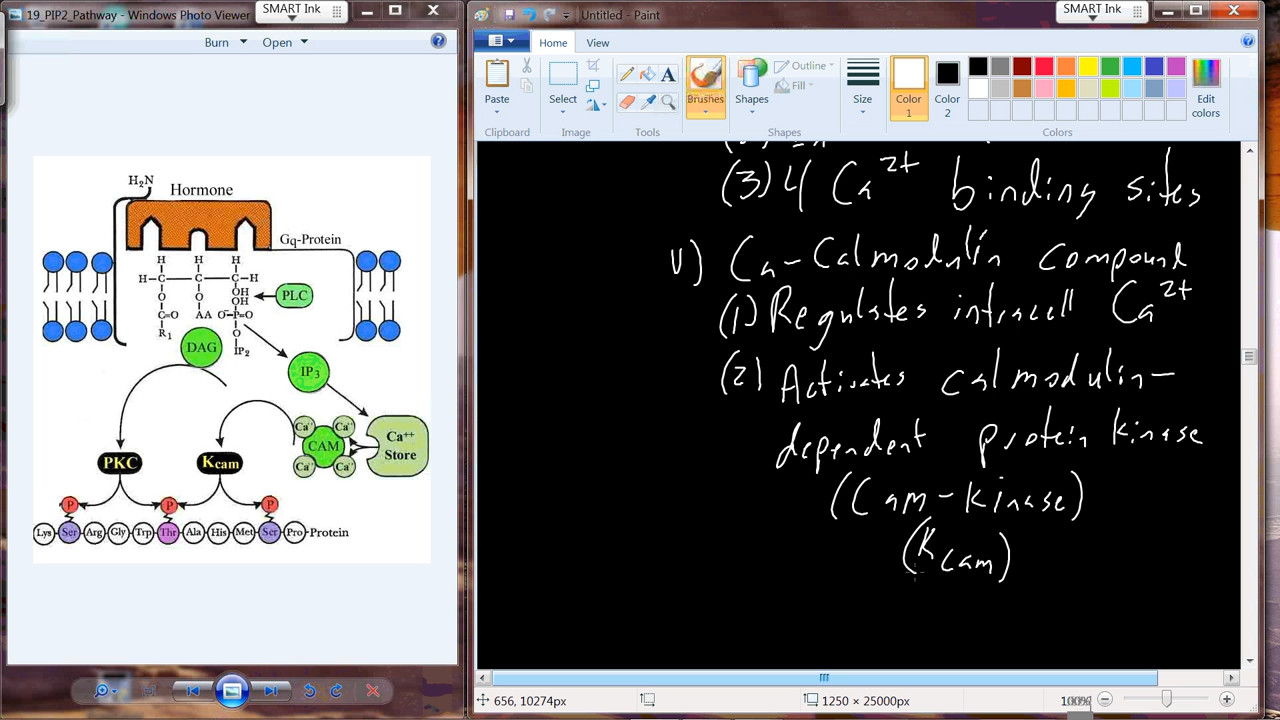 19_PIP2_Pathway - Windows Photo Viewer
SMART Ink
Untitled - Paint
SMART Ink
Burn
Open
Home
View
Paste
Select
Brushes
Shapes
Outline
Fill
Size
Color 1
Color 2
Edit colors
Clipboard
Image
Tools
Shapes
Colors
H₂N
Hormone
Gq-Protein
H H H
H C C C H
OH
OH
PLC
O O
C=O AA O⁻ P=O
R₁ O
IP₂
DAG
IP₃
Ca⁺⁺ Store
CAM
Ca⁺⁺ Ca⁺⁺
Ca⁺⁺ Ca⁺⁺
PKC
Kcam
P P P
Lys Ser Arg Gly Trp Thr Ala His Met Ser Pro Protein
(3) 4 Ca²⁺ binding sites
v) Ca-Calmodulin Compound
(1) Regulates intracell Ca²⁺
(2) Activates calmodulin-
dependent protein kinase
(Cam-kinase)
(Kcam)
656, 10274px
1250 × 25000px
100%